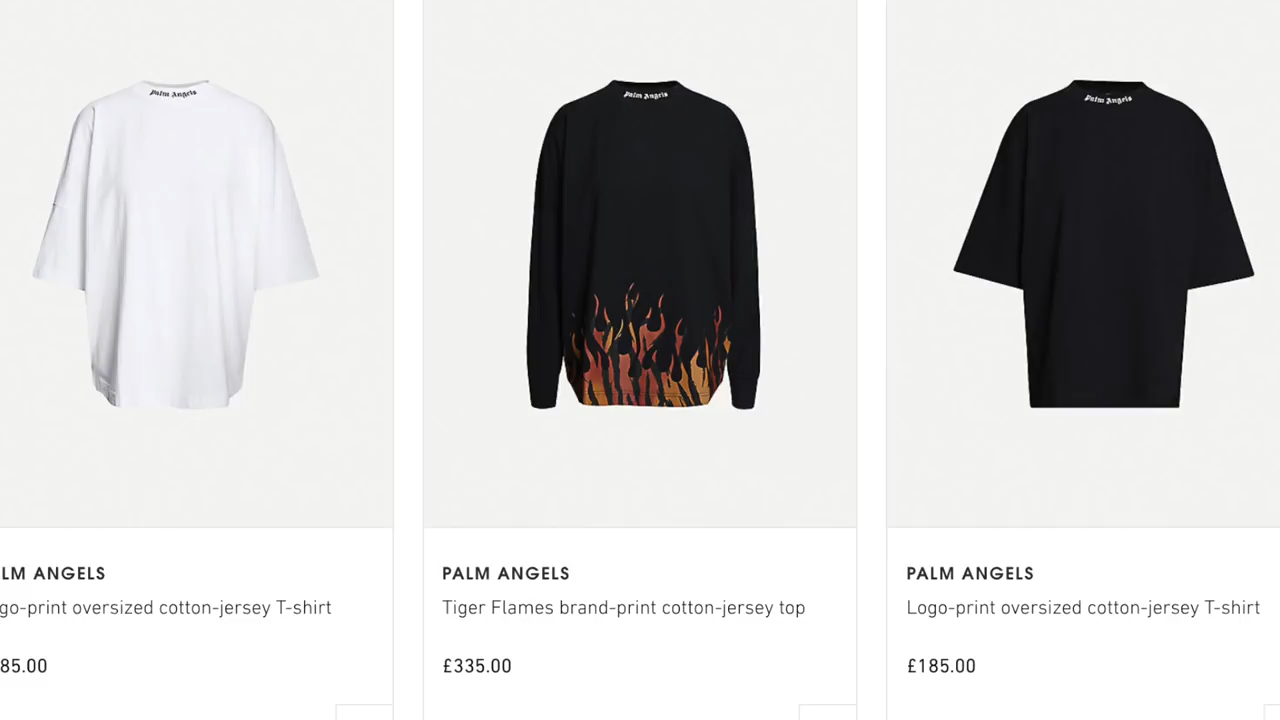 Palm Angels
Palm Angels
Palm Angels
LM ANGELS
go-print oversized cotton-jersey T-shirt
85.00
PALM ANGELS
Tiger Flames brand-print cotton-jersey top
£335.00
PALM ANGELS
Logo-print oversized cotton-jersey T-shirt
£185.00